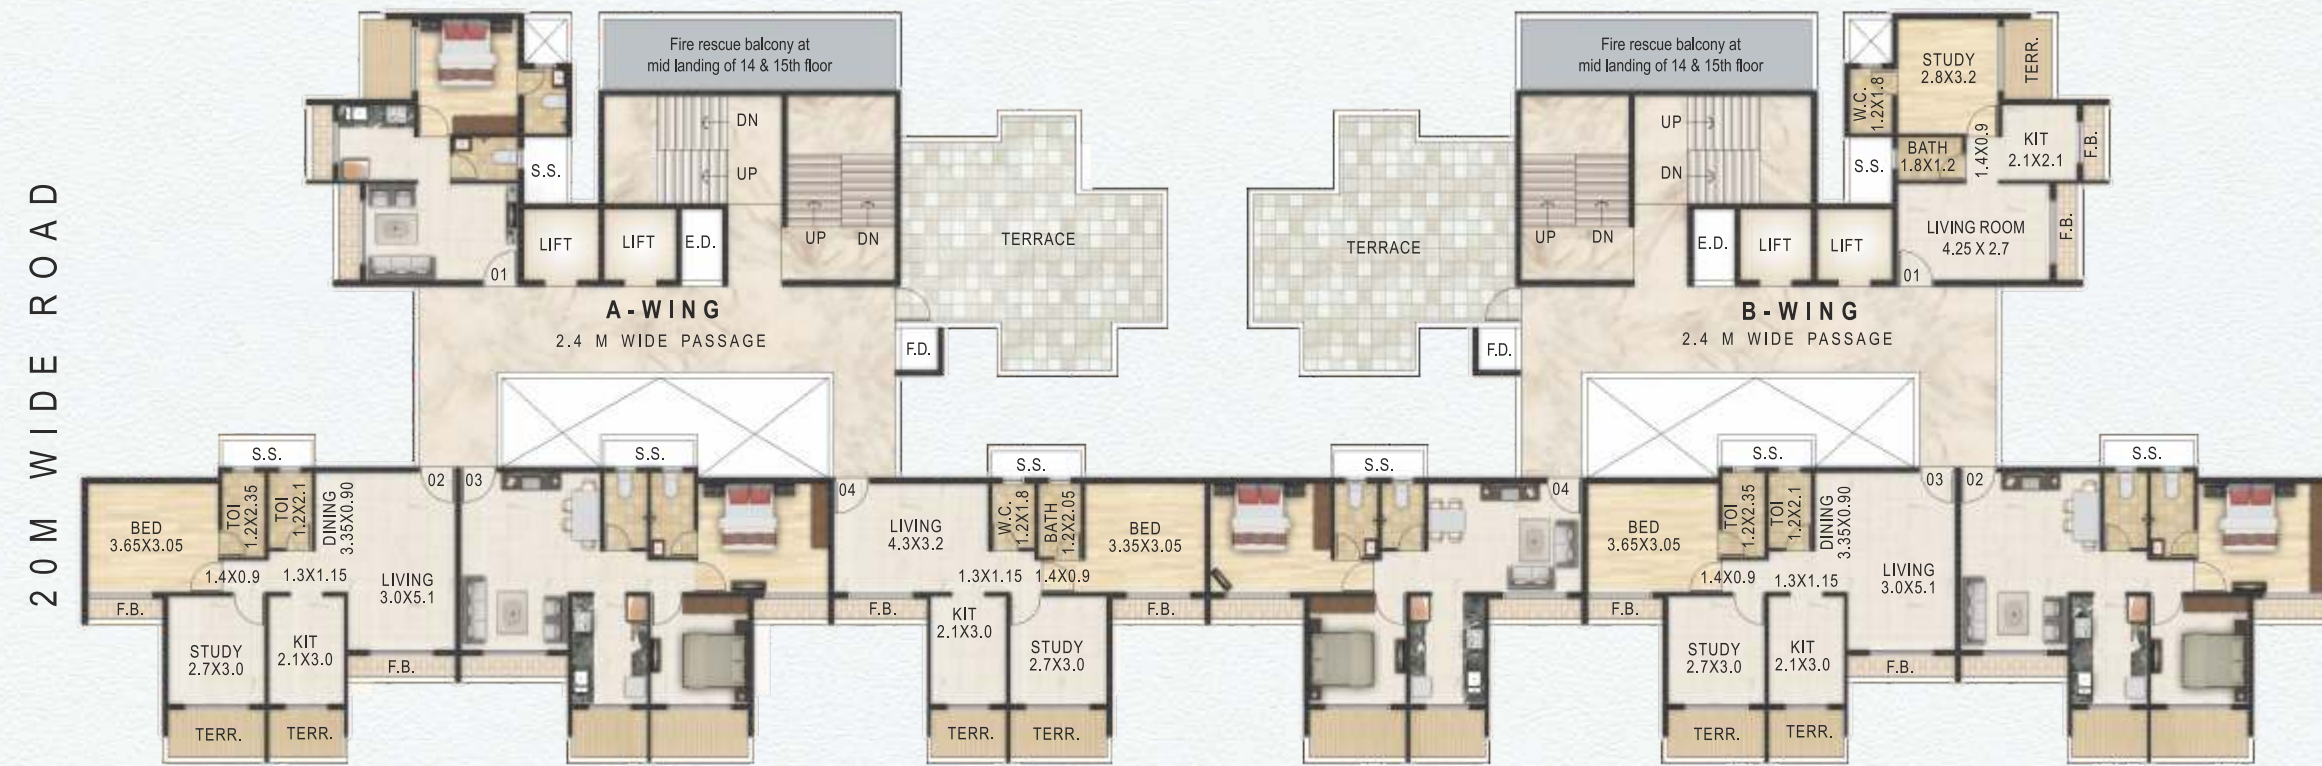 20M WIDE ROAD
Fire rescue balcony at
mid landing of 14 & 15th floor
DN
UP
UP
DN
S.S.
LIFT
LIFT
E.D.
01
TERRACE
A-WING
2.4 M WIDE PASSAGE
F.D.
Fire rescue balcony at
mid landing of 14 & 15th floor
UP
DN
UP
DN
TERRACE
E.D.
LIFT
LIFT
S.S.
W.C.
1.2X1.8
STUDY
2.8X3.2
TERR.
BATH
1.8X1.2
1.4X0.9
KIT
2.1X2.1
F.B.
LIVING ROOM
4.25 X 2.7
F.B.
01
B-WING
2.4 M WIDE PASSAGE
F.D.
S.S.
BED
3.65X3.05
TOI
1.2X2.35
TOI
1.2X2.1
DINING
3.35X0.90
02
LIVING
3.0X5.1
1.4X0.9
1.3X1.15
F.B.
STUDY
2.7X3.0
KIT
2.1X3.0
F.B.
TERR.
TERR.
03
S.S.
04
S.S.
LIVING
4.3X3.2
W.C.
1.2X1.8
BATH
1.2X2.05
BED
3.35X3.05
1.3X1.15
1.4X0.9
F.B.
KIT
2.1X3.0
STUDY
2.7X3.0
F.B.
TERR.
TERR.
S.S.
04
S.S.
BED
3.65X3.05
TOI
1.2X2.35
TOI
1.2X2.1
DINING
3.35X0.90
03
LIVING
3.0X5.1
1.4X0.9
1.3X1.15
F.B.
STUDY
2.7X3.0
KIT
2.1X3.0
F.B.
TERR.
TERR.
02
S.S.